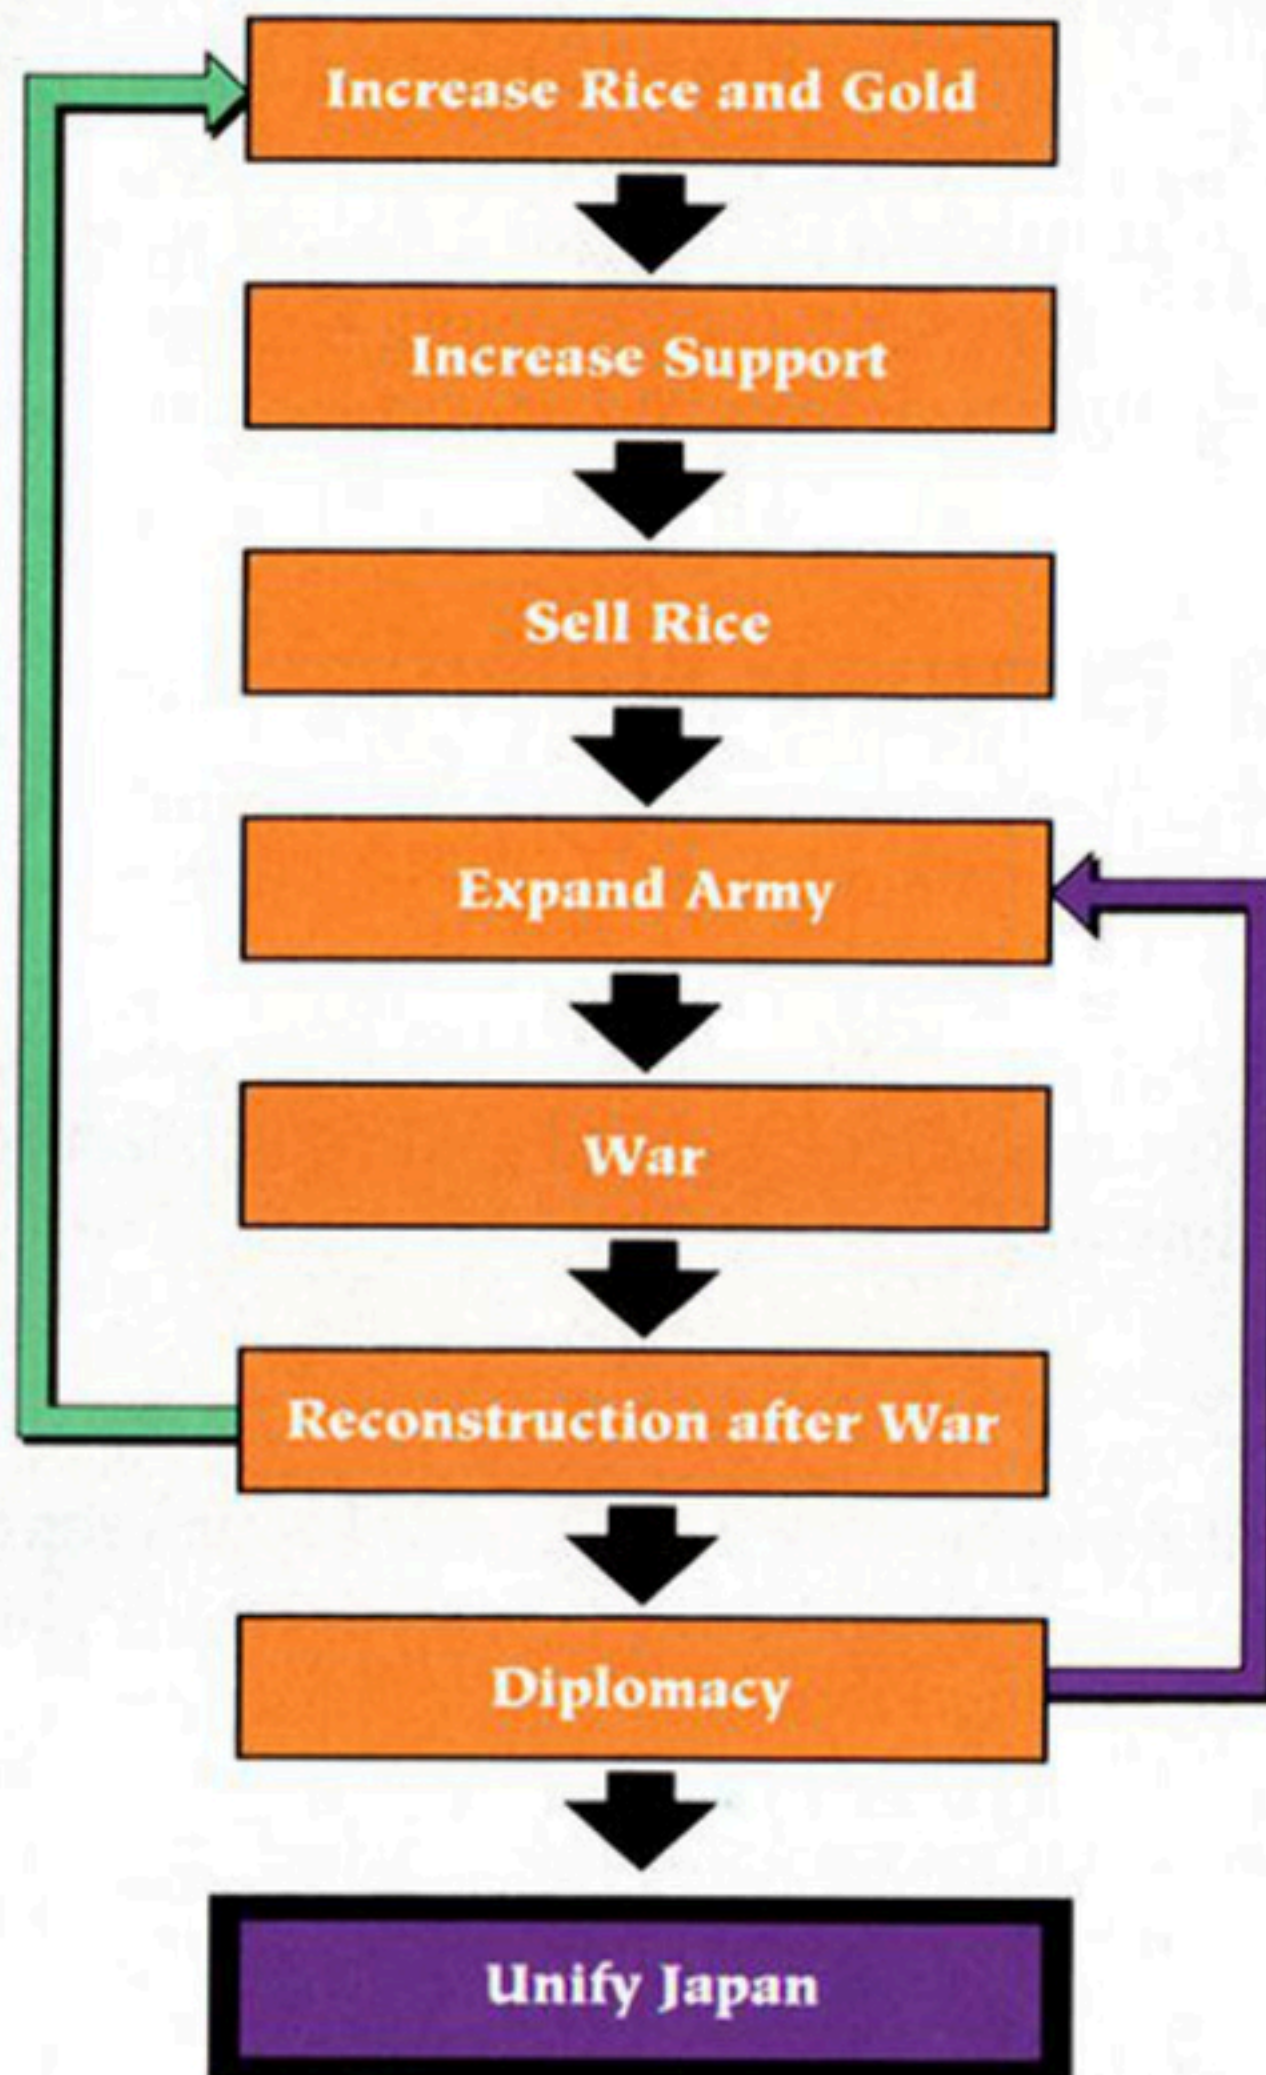 Increase Rice and Gold
Increase Support
Sell Rice
Expand Army
War
Reconstruction after War
Diplomacy
Unify Japan